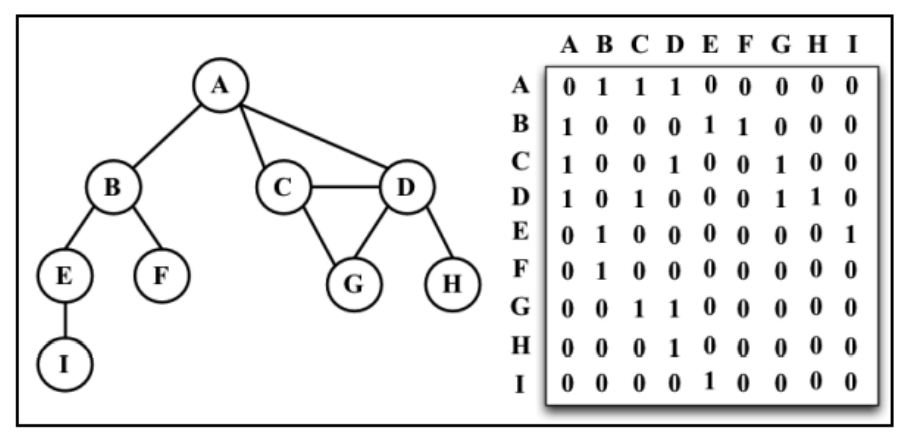 A
B
C
D
E
F
G
H
I
A B C D E F G H I
A 0 1 1 1 0 0 0 0 0
B 1 0 0 0 1 1 0 0 0
C 1 0 0 1 0 0 1 0 0
D 1 0 1 0 0 0 1 1 0
E 0 1 0 0 0 0 0 0 1
F 0 1 0 0 0 0 0 0 0
G 0 0 1 1 0 0 0 0 0
H 0 0 0 1 0 0 0 0 0
I 0 0 0 0 1 0 0 0 0